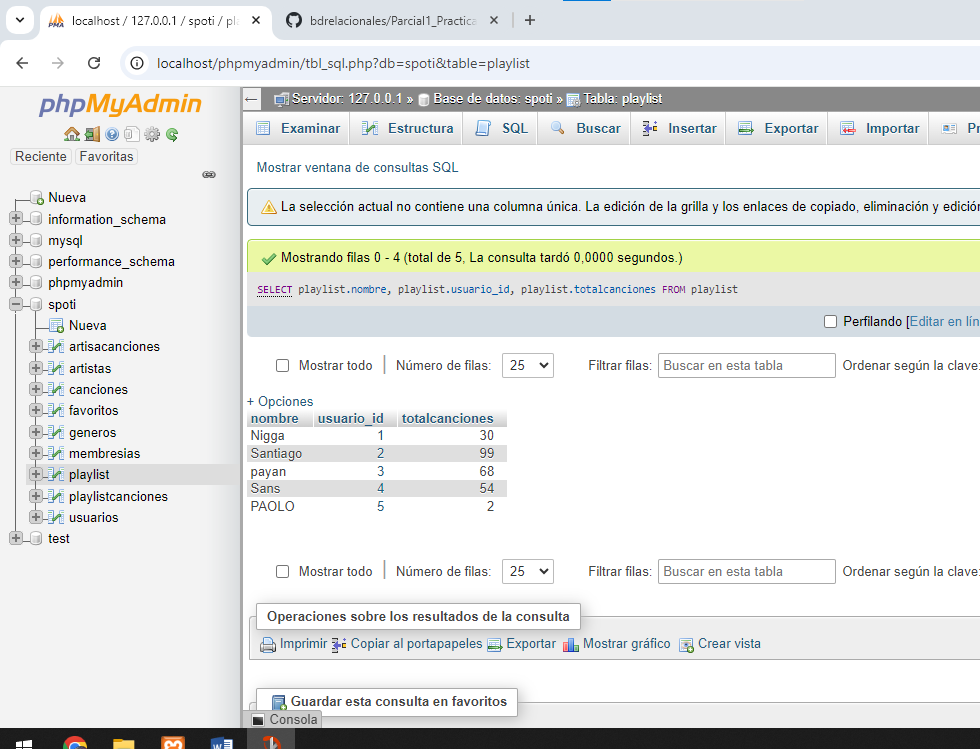 localhost / 127.0.0.1 / spoti / pla
bdrelacionales/Parcial1_Practica
localhost/phpmyadmin/tbl_sql.php?db=spoti&table=playlist
phpMyAdmin
Reciente Favoritas
Nueva
information_schema
mysql
performance_schema
phpmyadmin
spoti
Nueva
artisacanciones
artistas
canciones
favoritos
generos
membresias
playlist
playlistcanciones
usuarios
test
Servidor: 127.0.0.1 » Base de datos: spoti » Tabla: playlist
Examinar Estructura SQL Buscar Insertar Exportar Importar Pr
Mostrar ventana de consultas SQL
La selección actual no contiene una columna única. La edición de la grilla y los enlaces de copiado, eliminación y edición
Mostrando filas 0 - 4 (total de 5, La consulta tardó 0,0000 segundos.)
SELECT playlist.nombre, playlist.usuario_id, playlist.totalcanciones FROM playlist
Perfilando [Editar en lín
Mostrar todo Número de filas: 25 Filtrar filas: Buscar en esta tabla Ordenar según la clave:
+ Opciones
nombre usuario_id totalcanciones
Nigga 1 30
Santiago 2 99
payan 3 68
Sans 4 54
PAOLO 5 2
Mostrar todo Número de filas: 25 Filtrar filas: Buscar en esta tabla Ordenar según la clave:
Operaciones sobre los resultados de la consulta
Imprimir Copiar al portapapeles Exportar Mostrar gráfico Crear vista
Guardar esta consulta en favoritos
Consola